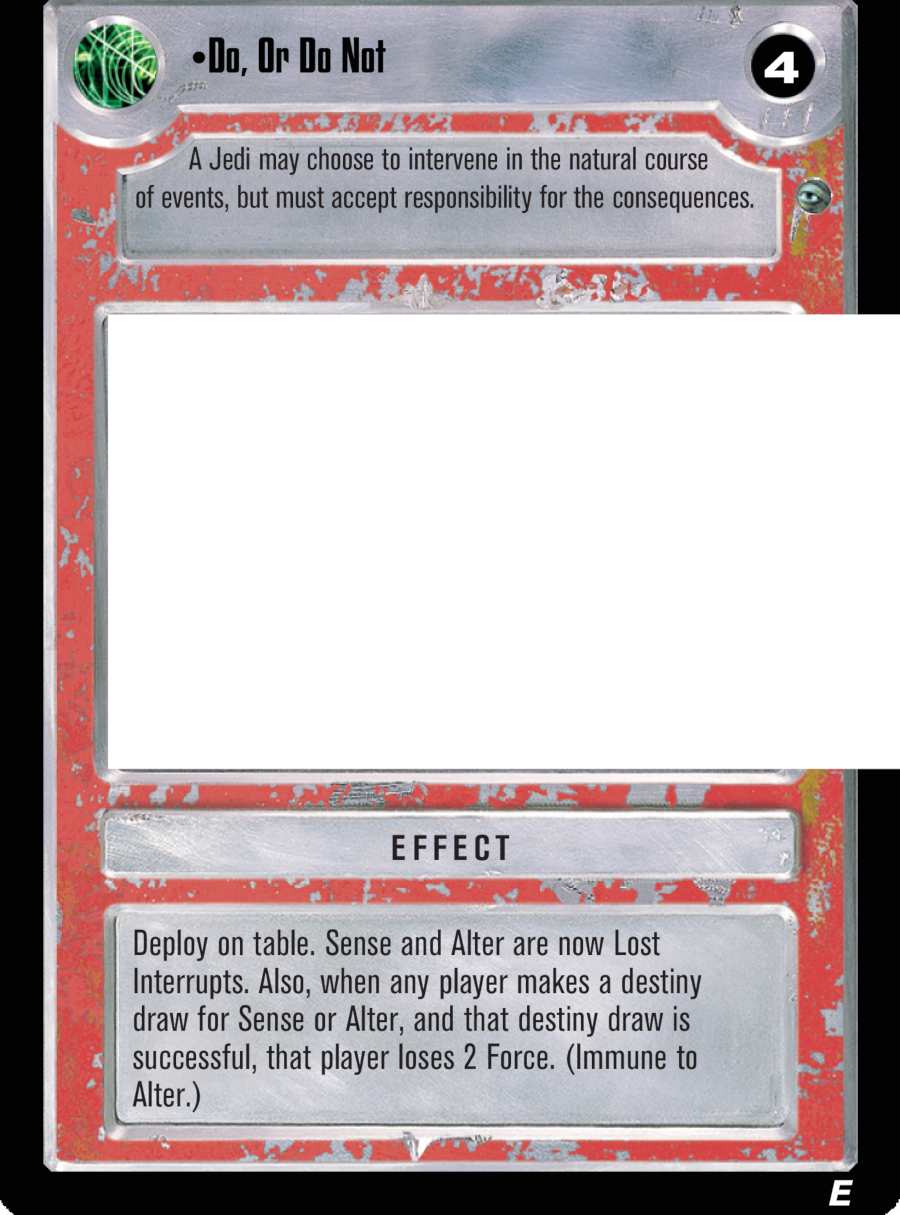 •Do, Or Do Not
4
A Jedi may choose to intervene in the natural course
of events, but must accept responsibility for the consequences.
EFFECT
Deploy on table. Sense and Alter are now Lost
Interrupts. Also, when any player makes a destiny
draw for Sense or Alter, and that destiny draw is
successful, that player loses 2 Force. (Immune to
Alter.)
E